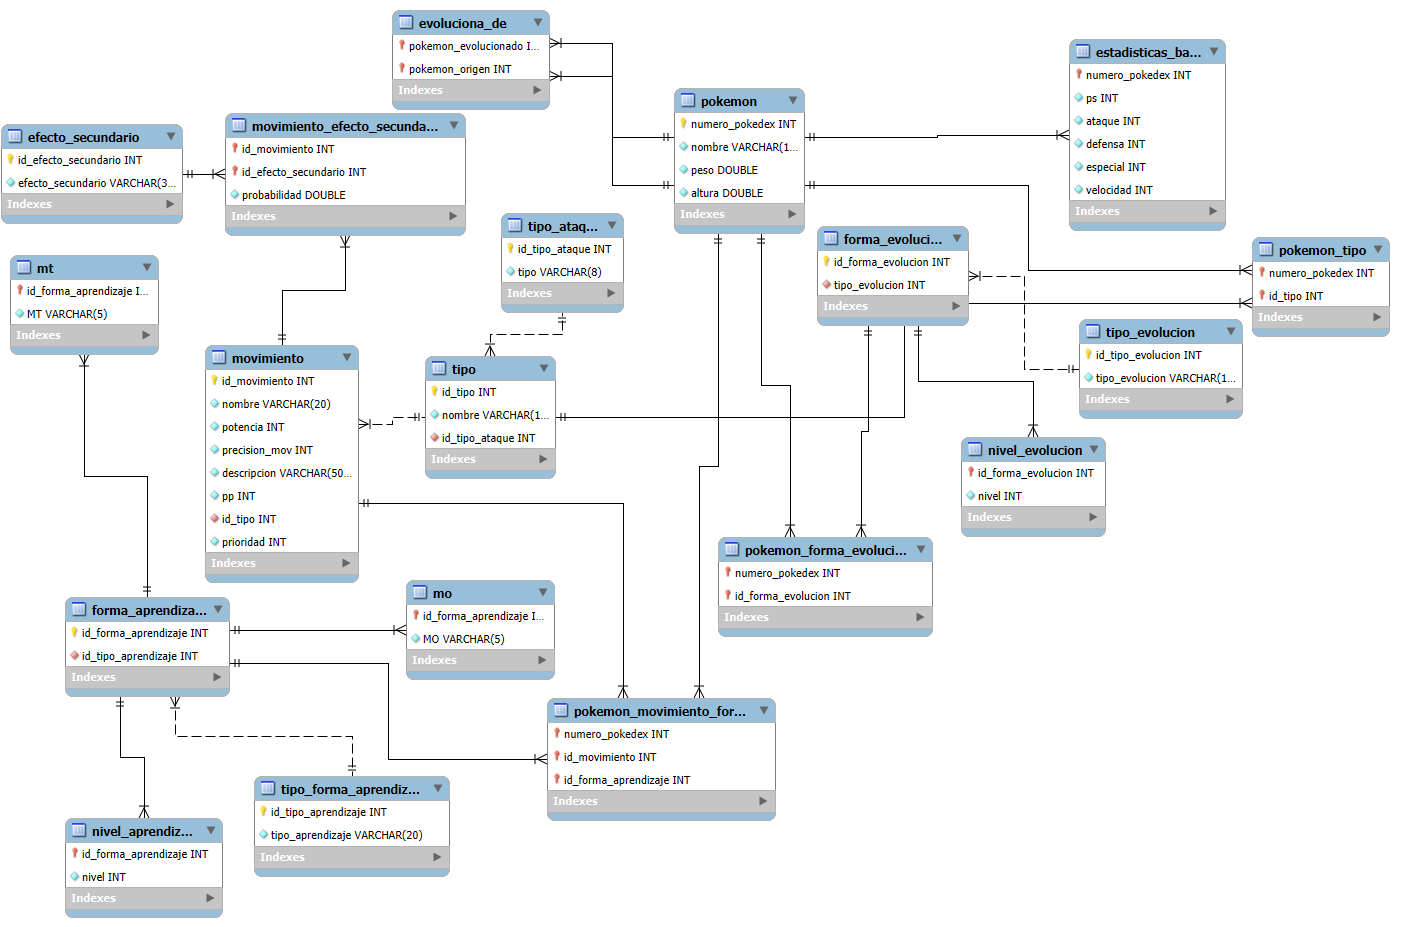 evoluciona_de
pokemon_evolucionado I...
pokemon_origen INT
Indexes
estadisticas_ba...
numero_pokedex INT
ps INT
ataque INT
defensa INT
especial INT
velocidad INT
Indexes
pokemon
numero_pokedex INT
nombre VARCHAR(1...
peso DOUBLE
altura DOUBLE
Indexes
efecto_secundario
id_efecto_secundario INT
efecto_secundario VARCHAR(3...
Indexes
movimiento_efecto_secunda...
id_movimiento INT
id_efecto_secundario INT
probabilidad DOUBLE
Indexes
tipo_ataq...
id_tipo_ataque INT
tipo VARCHAR(8)
Indexes
forma_evoluci...
id_forma_evolucion INT
tipo_evolucion INT
Indexes
pokemon_tipo
numero_pokedex INT
id_tipo INT
Indexes
mt
id_forma_aprendizaje I...
MT VARCHAR(5)
Indexes
tipo_evolucion
id_tipo_evolucion INT
tipo_evolucion VARCHAR(1...
Indexes
movimiento
id_movimiento INT
nombre VARCHAR(20)
potencia INT
precision_mov INT
descripcion VARCHAR(50...
pp INT
id_tipo INT
prioridad INT
Indexes
tipo
id_tipo INT
nombre VARCHAR(1...
id_tipo_ataque INT
Indexes
nivel_evolucion
id_forma_evolucion INT
nivel INT
Indexes
pokemon_forma_evoluci...
numero_pokedex INT
id_forma_evolucion INT
Indexes
forma_aprendiza...
id_forma_aprendizaje INT
id_tipo_aprendizaje INT
Indexes
mo
id_forma_aprendizaje I...
MO VARCHAR(5)
Indexes
pokemon_movimiento_for...
numero_pokedex INT
id_movimiento INT
id_forma_aprendizaje INT
Indexes
tipo_forma_aprendiz...
id_tipo_aprendizaje INT
tipo_aprendizaje VARCHAR(20)
Indexes
nivel_aprendiz...
id_forma_aprendizaje INT
nivel INT
Indexes